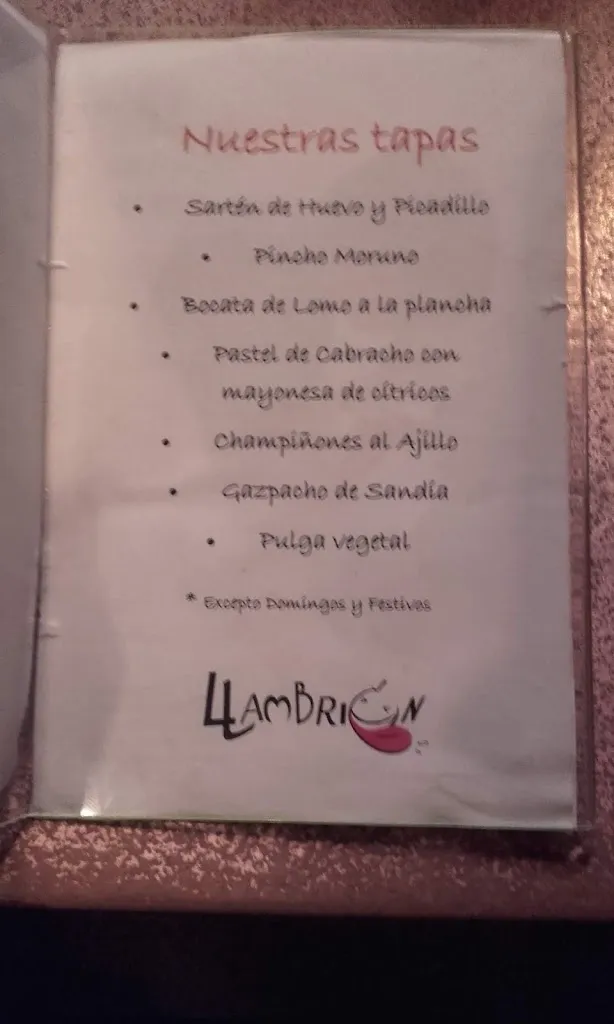 Nuestras tapas
• Sartén de Huevo y Picadillo
• Pincho Moruno
• Bocata de Lomo a la plancha
• Pastel de Cabracho con
mayonesa de cítricos
• Champiñones al Ajillo
• Gazpacho de Sandía
• Pulga vegetal
* Excepto Domingos y Festivos
LLAMBRIÓN